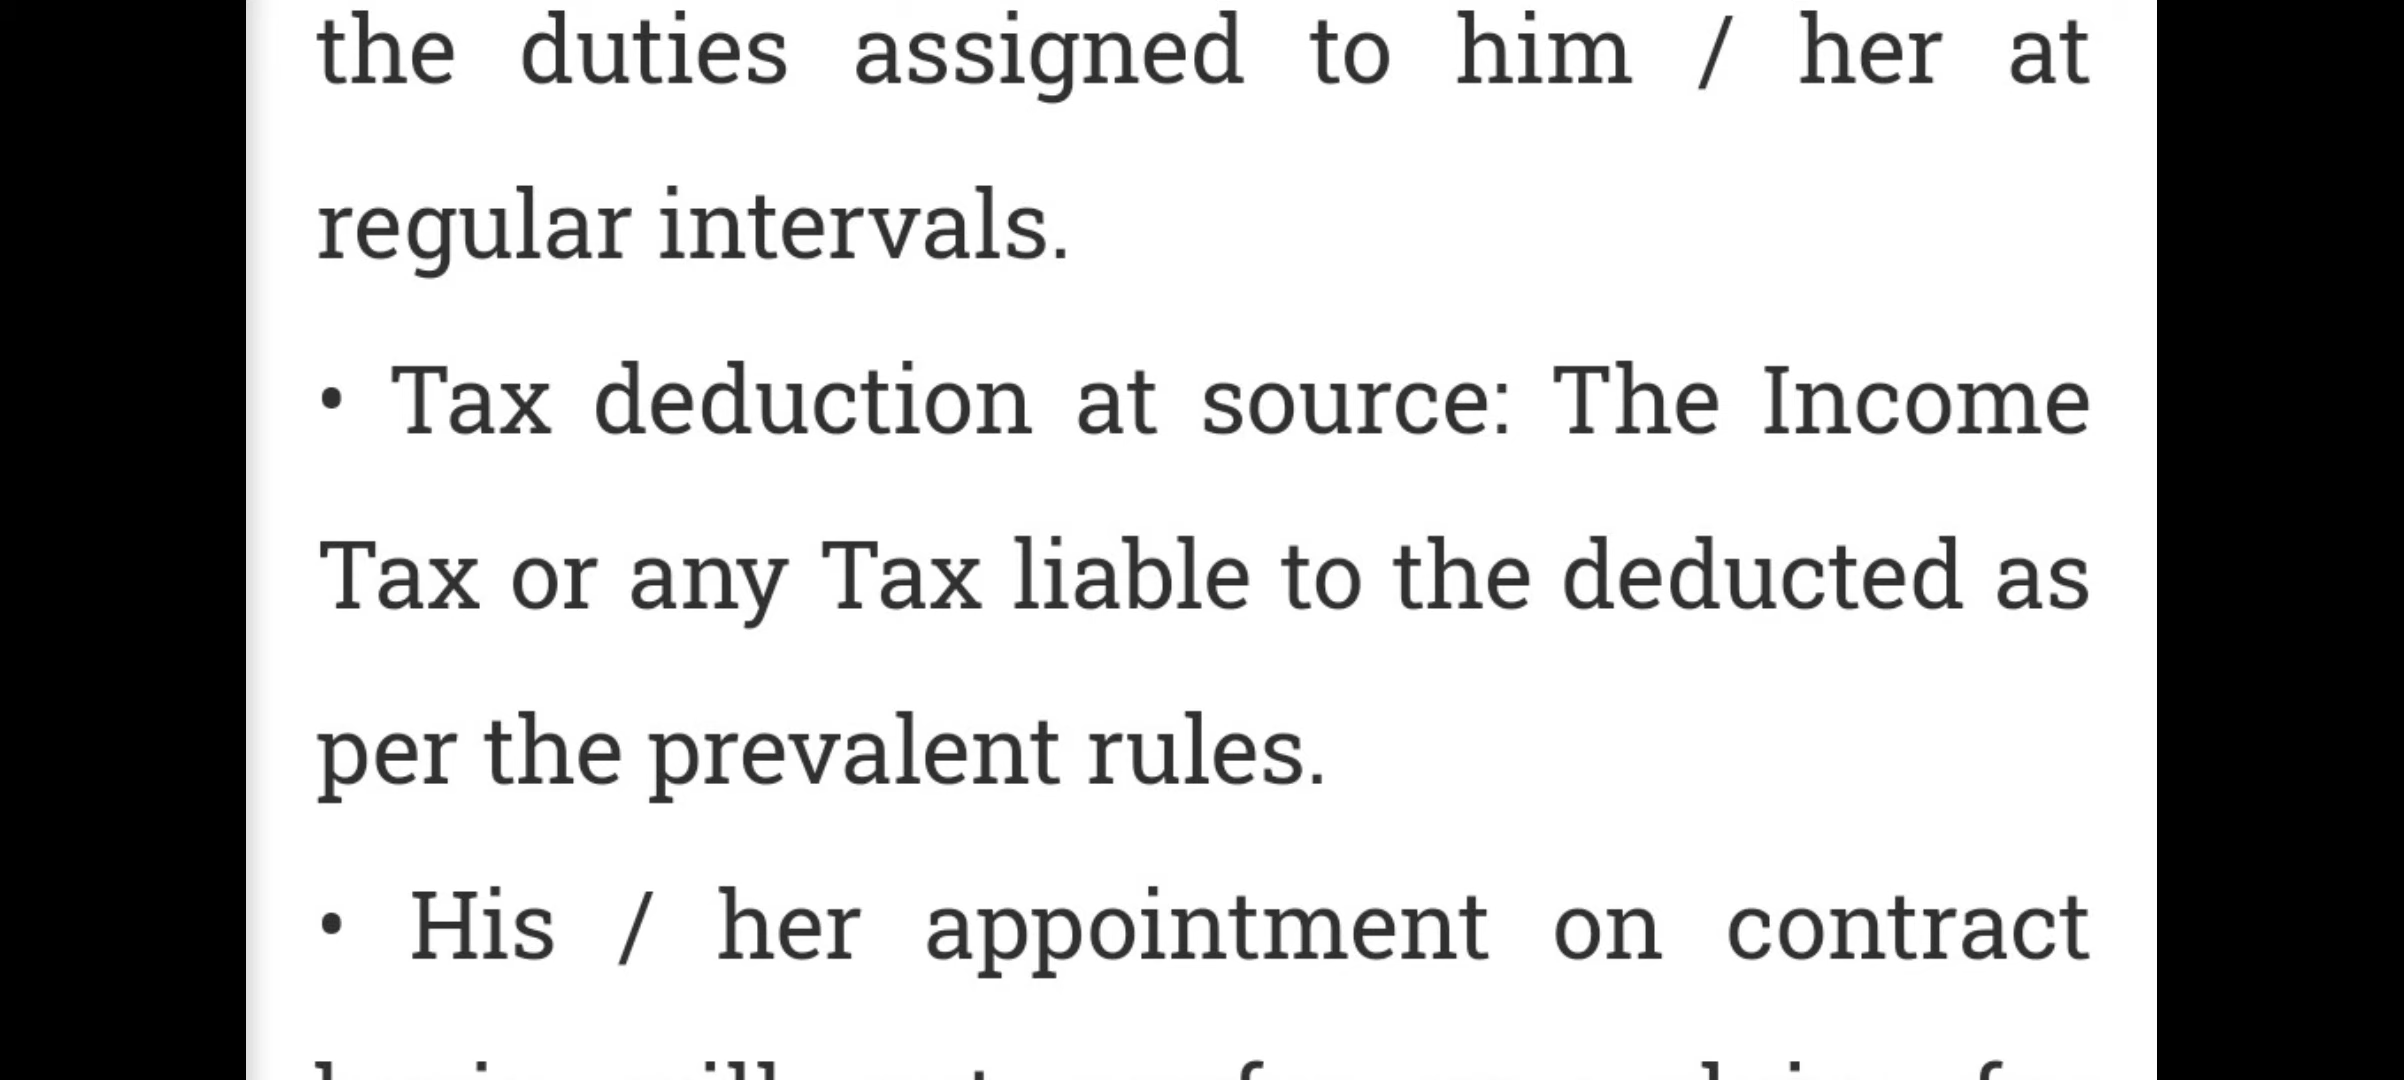 the duties assigned to him / her at
regular intervals.
• Tax deduction at source: The Income
Tax or any Tax liable to the deducted as
per the prevalent rules.
• His / her appointment on contract